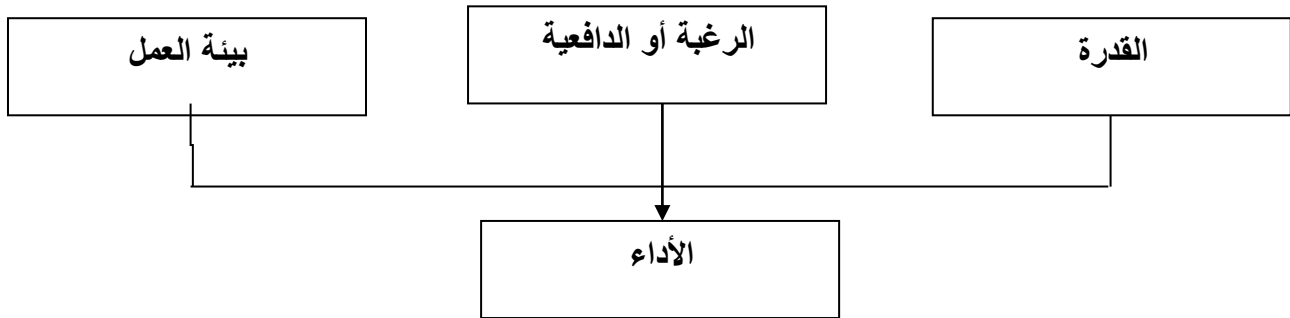 القدرة
الرغبة أو الدافعية
بيئة العمل
الأداء